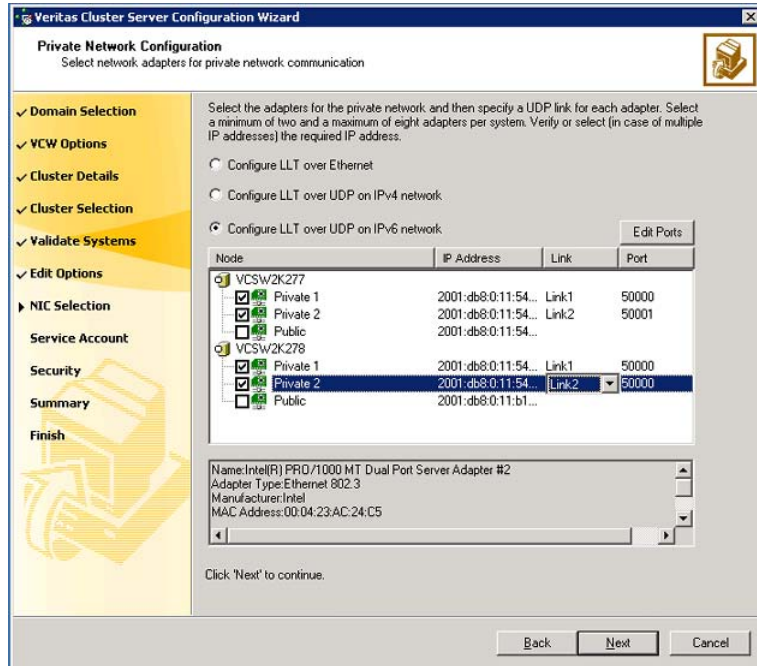 Veritas Cluster Server Configuration Wizard
Private Network Configuration
Select network adapters for private network communication
Domain Selection
VCW Options
Cluster Details
Cluster Selection
Validate Systems
Edit Options
NIC Selection
Service Account
Security
Summary
Finish
Select the adapters for the private network and then specify a UDP link for each adapter. Select
a minimum of two and a maximum of eight adapters per system. Verify or select (in case of multiple
IP addresses) the required IP address.
Configure LLT over Ethernet
Configure LLT over UDP on IPv4 network
Configure LLT over UDP on IPv6 network
Edit Ports
Node IP Address Link Port
VCSW2K277
Private 1 2001:db8:0:11:54... Link1 50000
Private 2 2001:db8:0:11:54... Link2 50001
Public 2001:db8:0:11:54...
VCSW2K278
Private 1 2001:db8:0:11:54... Link1 50000
Private 2 2001:db8:0:11:54... Link2 50000
Public 2001:db8:0:11:b1...
Name:Intel(R) PRO/1000 MT Dual Port Server Adapter #2
Adapter Type:Ethernet 802.3
Manufacturer:Intel
MAC Address:00:04:23:AC:24:C5
Click 'Next' to continue.
Back Next Cancel